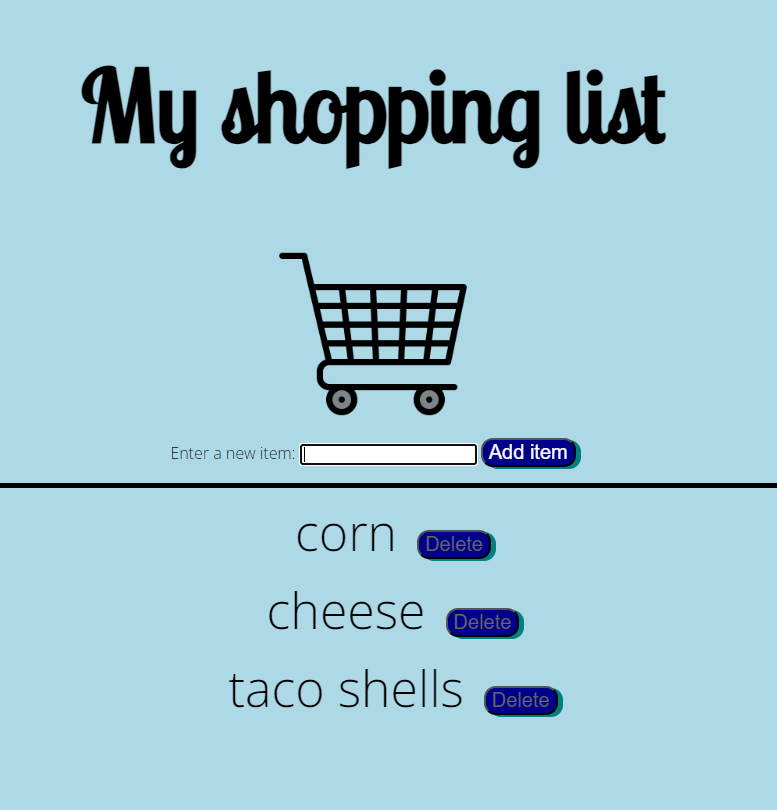 My shopping list
Enter a new item: Add item
corn Delete
cheese Delete
taco shells Delete